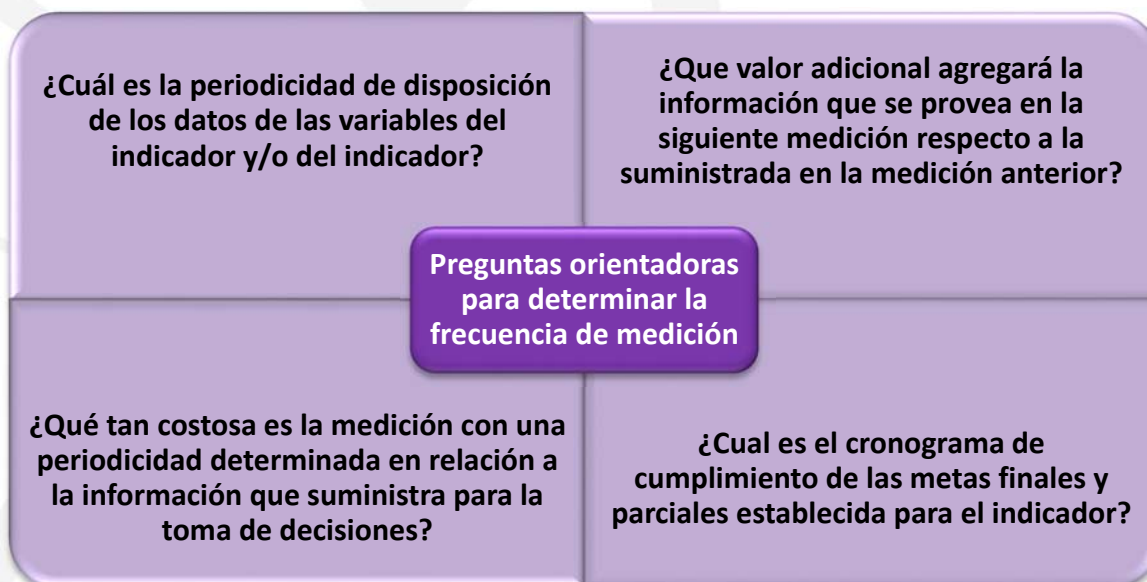 ¿Cuál es la periodicidad de disposición
de los datos de las variables del
indicador y/o del indicador?
¿Que valor adicional agregará la
información que se provea en la
siguiente medición respecto a la
suministrada en la medición anterior?
Preguntas orientadoras
para determinar la
frecuencia de medición
¿Qué tan costosa es la medición con una
periodicidad determinada en relación a
la información que suministra para la
toma de decisiones?
¿Cual es el cronograma de
cumplimiento de las metas finales y
parciales establecida para el indicador?